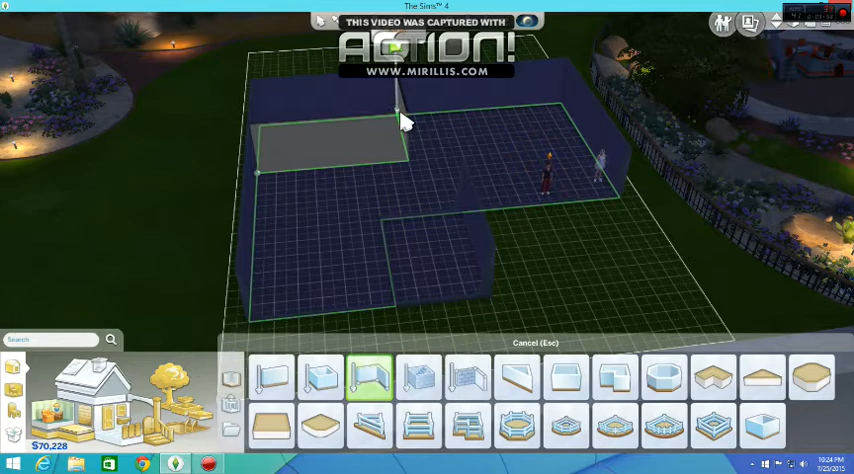 The Sims™ 4
THIS VIDEO WAS CAPTURED WITH
ACTION!
WWW.MIRILLIS.COM
Cancel (Esc)
Search
$70,228
10:24 PM
7/25/2015